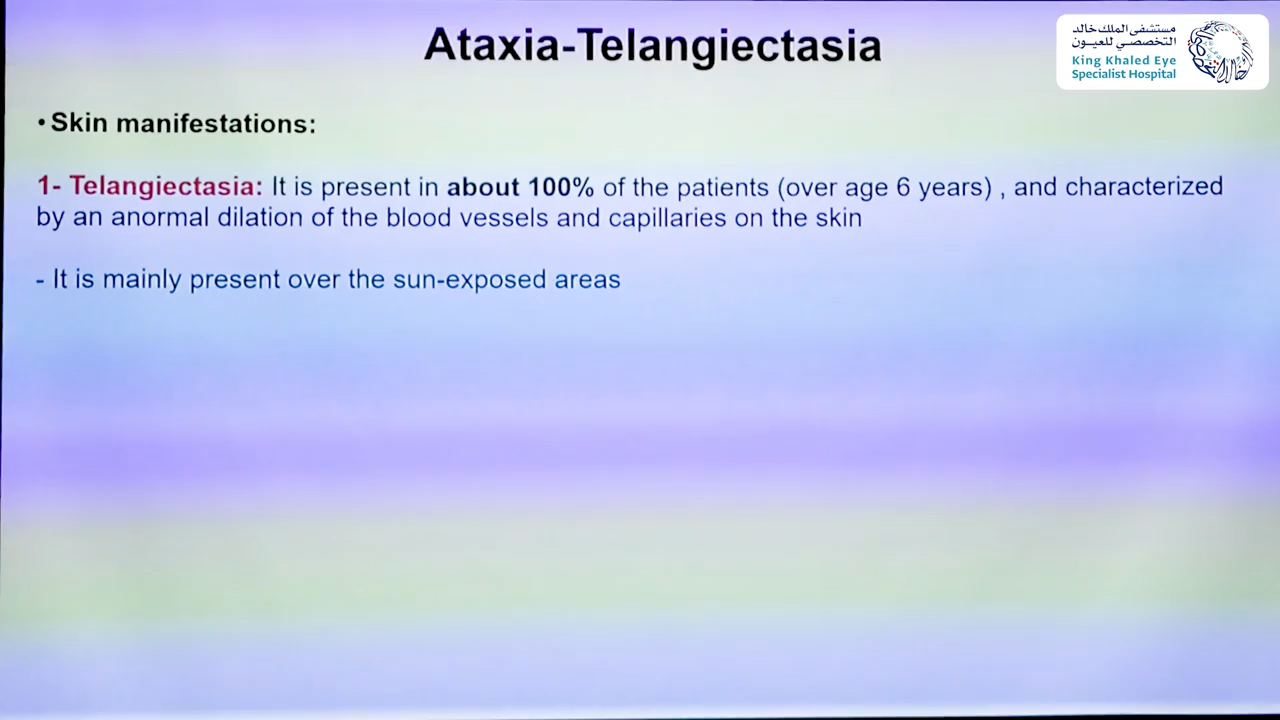 Ataxia-Telangiectasia
مستشفى الملك خالد
التخصصي للعيون
King Khaled Eye
Specialist Hospital
• Skin manifestations:
1- Telangiectasia: It is present in about 100% of the patients (over age 6 years) , and characterized
by an anormal dilation of the blood vessels and capillaries on the skin
- It is mainly present over the sun-exposed areas